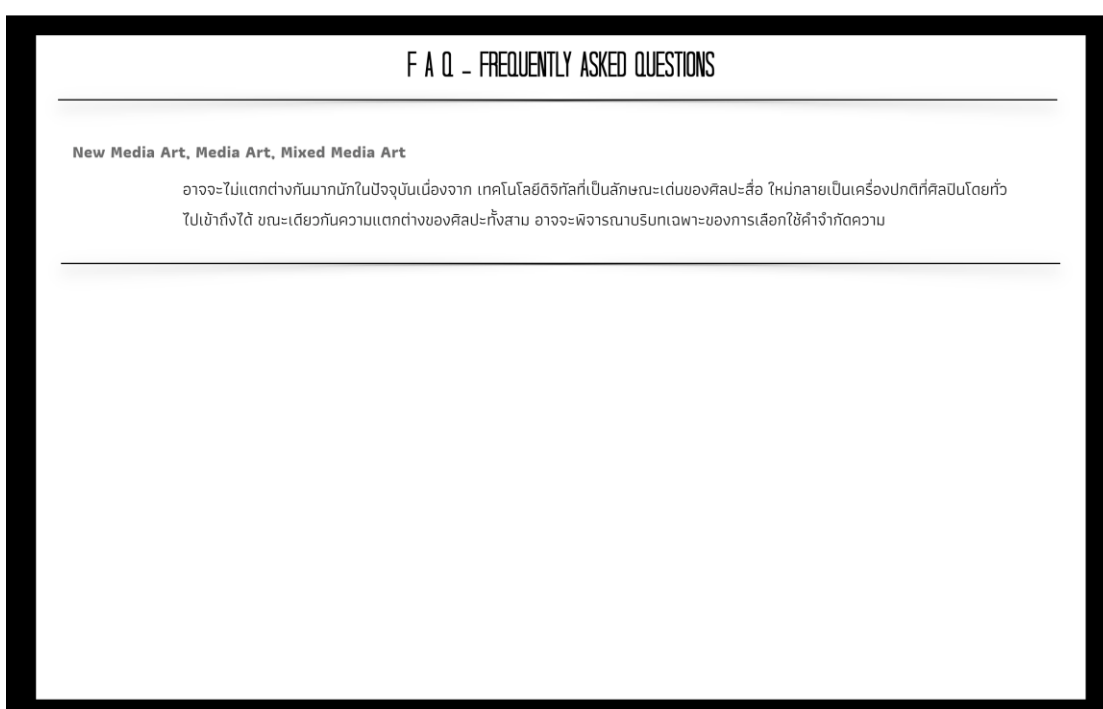 F A Q - FREQUENTLY ASKED QUESTIONS
New Media Art, Media Art, Mixed Media Art
อาจจะไม่แตกต่างกันมากนักในปัจจุบันเนื่องจาก เทคโนโลยีดิจิทัลที่เป็นลักษณะเด่นของศิลปะสื่อ ใหม่กลายเป็นเครื่องปกติที่ศิลปินโดยทั่ว
ไปเข้าถึงได้ ขณะเดียวกันความแตกต่างของศิลปะทั้งสาม อาจจะพิจารณาบริบทเฉพาะของการเลือกใช้คำจำกัดความ